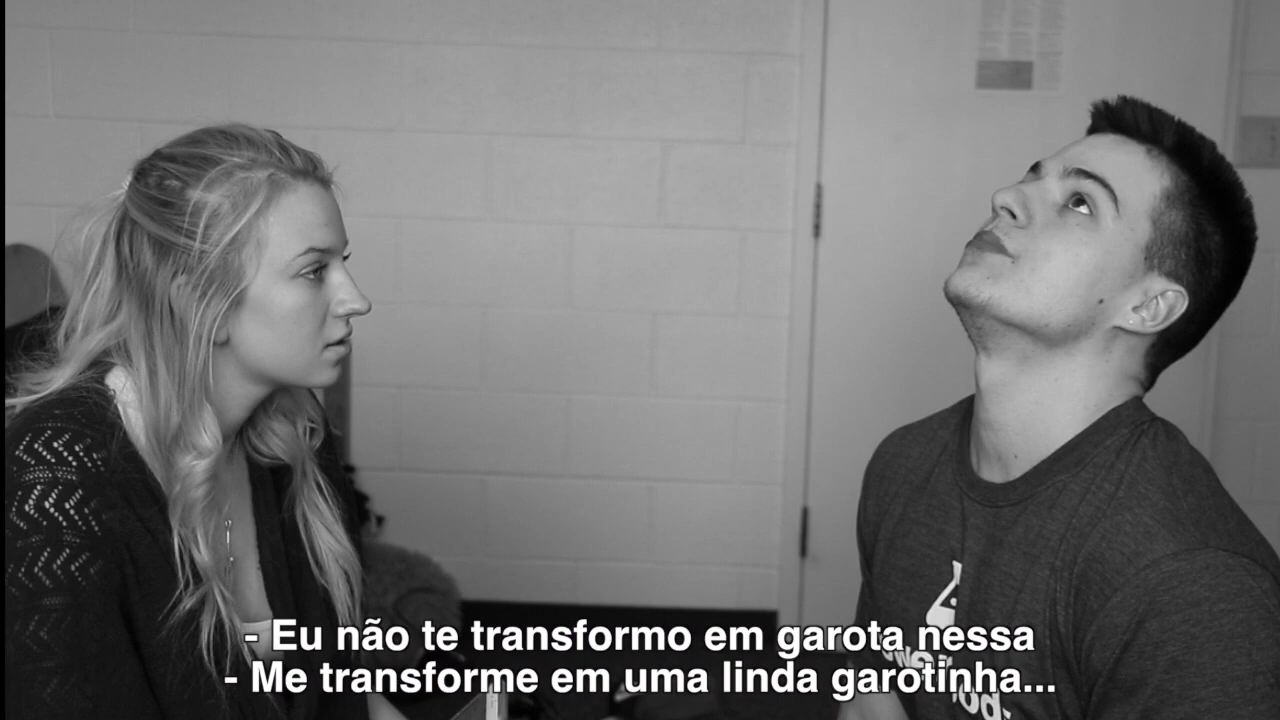 - Eu não te transformo em garota nessa
- Me transforme em uma linda garotinha...